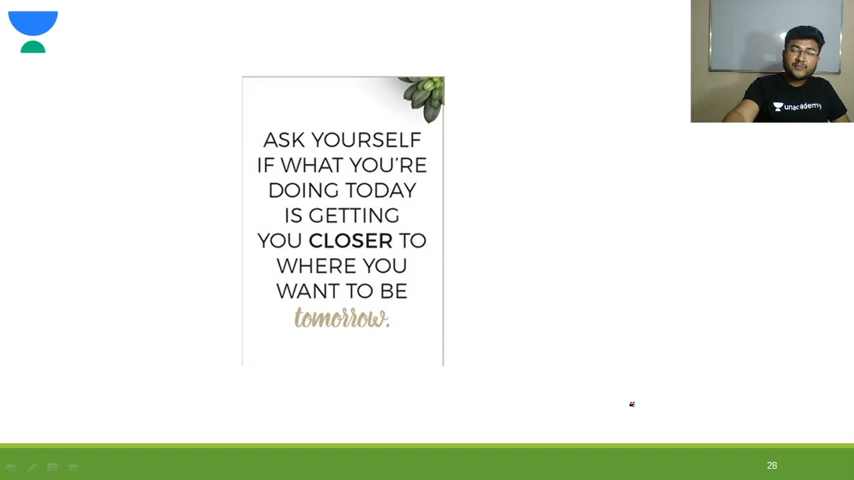 unacademy
ASK YOURSELF
IF WHAT YOU'RE
DOING TODAY
IS GETTING
YOU CLOSER TO
WHERE YOU
WANT TO BE
tomorrow.
28